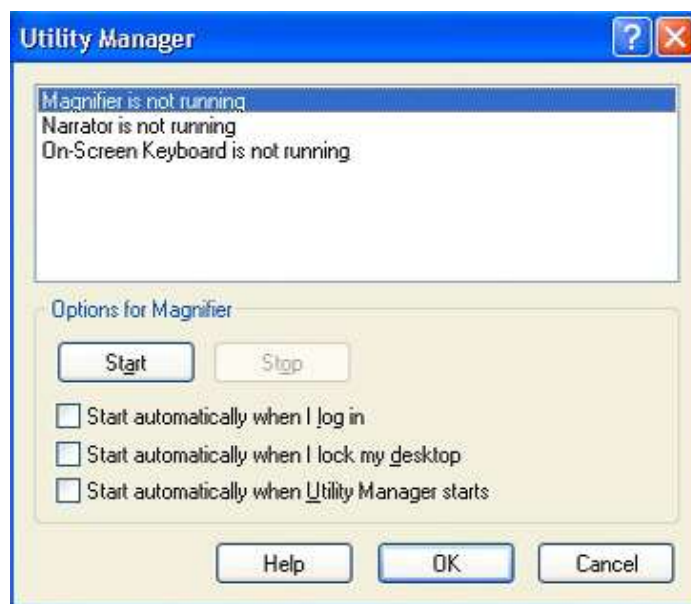 Utility Manager
Magnifier is not running
Narrator is not running
On-Screen Keyboard is not running
Options for Magnifier
Start Stop
Start automatically when I log in
Start automatically when I lock my desktop
Start automatically when Utility Manager starts
Help OK Cancel